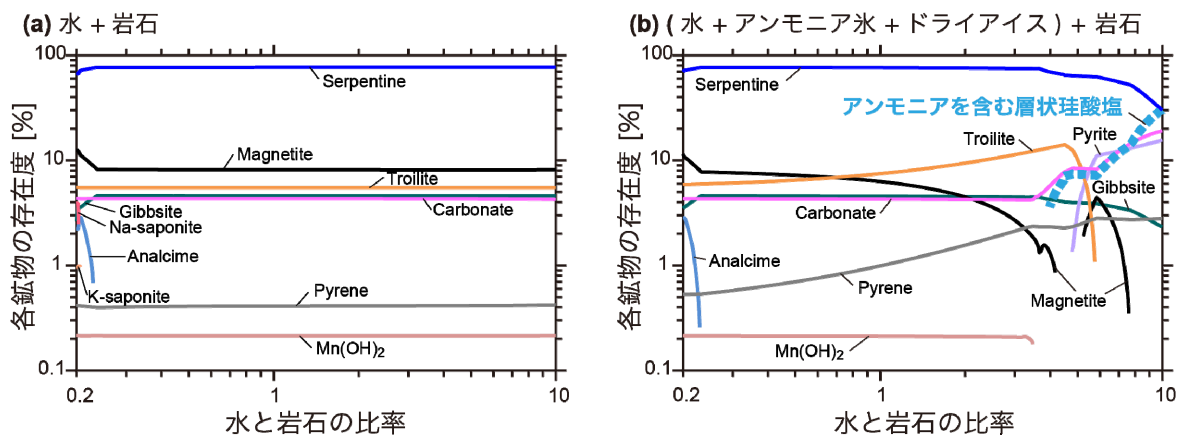 (a) 水 + 岩石
各鉱物の存在度 [%]
100
10
1
0.1
Serpentine
Magnetite
Troilite
Gibbsite
Carbonate
Na-saponite
Analcime
K-saponite
Pyrene
Mn(OH)₂
0.2
1
10
水と岩石の比率
(b) ( 水 + アンモニア氷 + ドライアイス ) + 岩石
各鉱物の存在度 [%]
100
10
1
0.1
Serpentine
アンモニアを含む層状珪酸塩
Troilite
Pyrite
Gibbsite
Carbonate
Analcime
Pyrene
Magnetite
Mn(OH)₂
0.2
1
10
水と岩石の比率